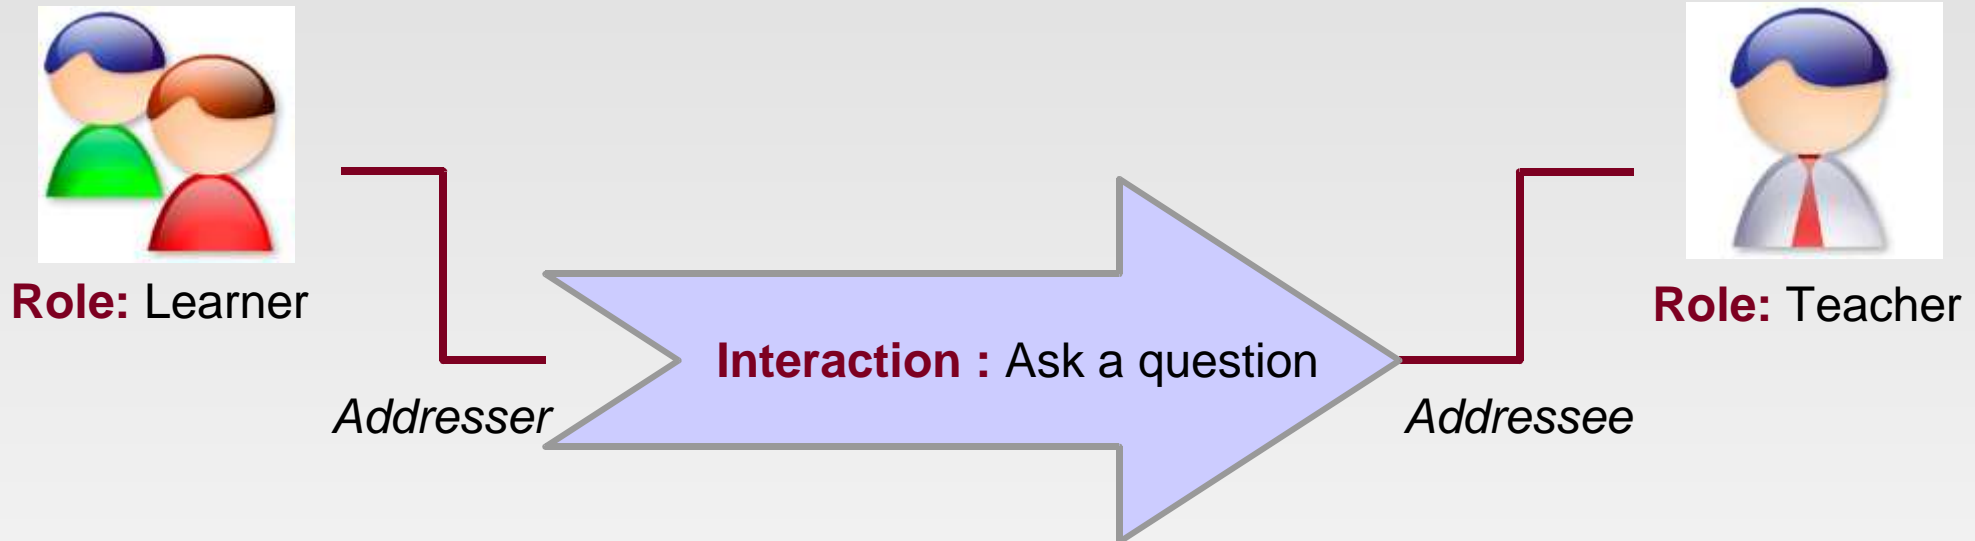 Role: Learner
Role: Teacher
Interaction : Ask a question
Addresser
Addressee